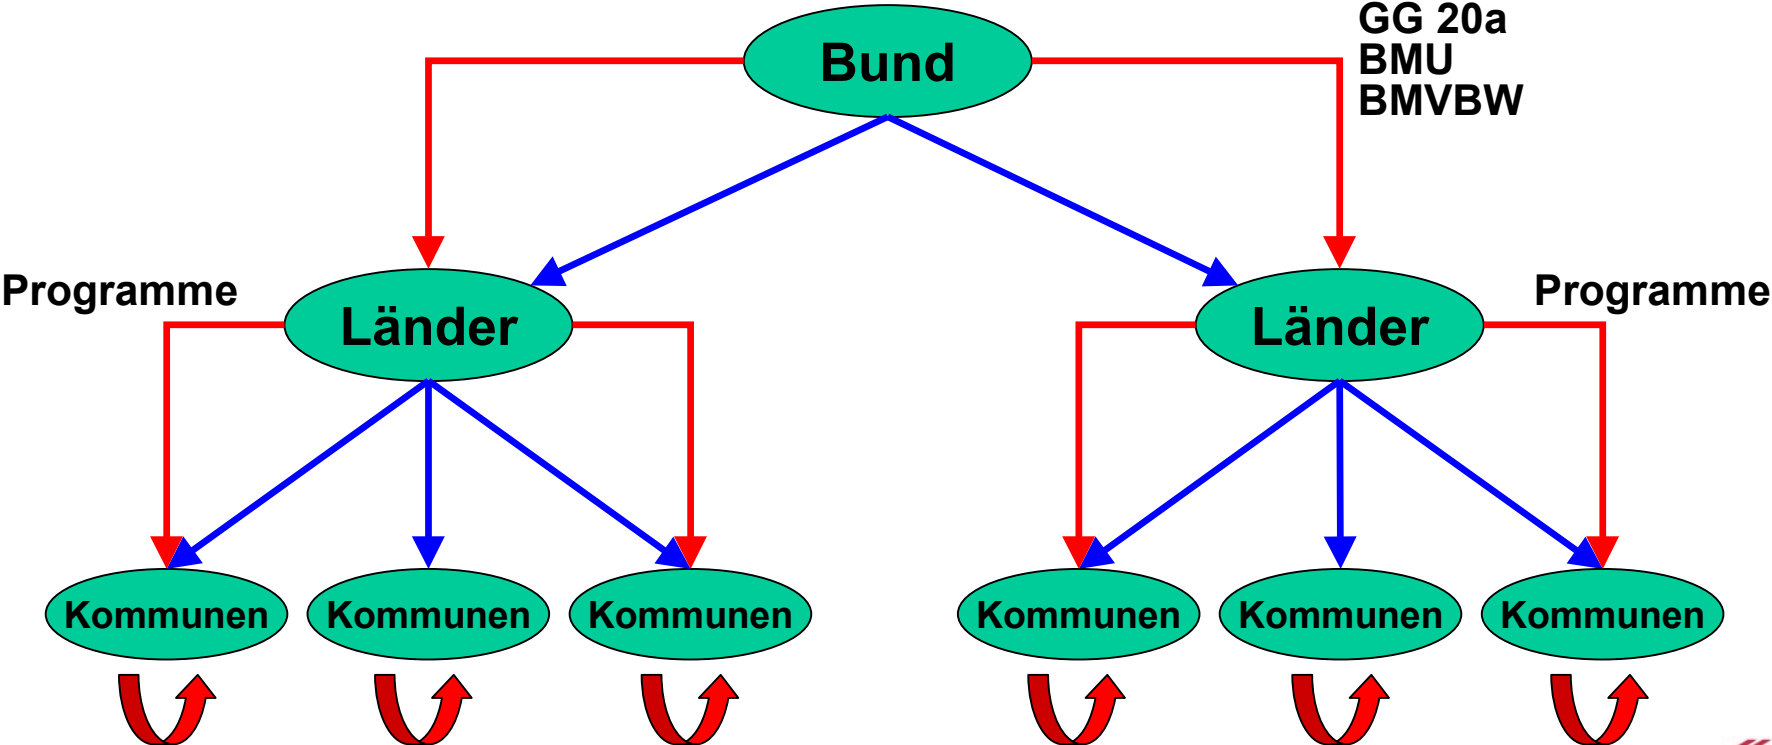 GG 20a
Bund
BMU
BMVBW
Programme
Programme
Länder
Länder
Kommunen
Kommunen
Kommunen
Kommunen
Kommunen
Kommunen